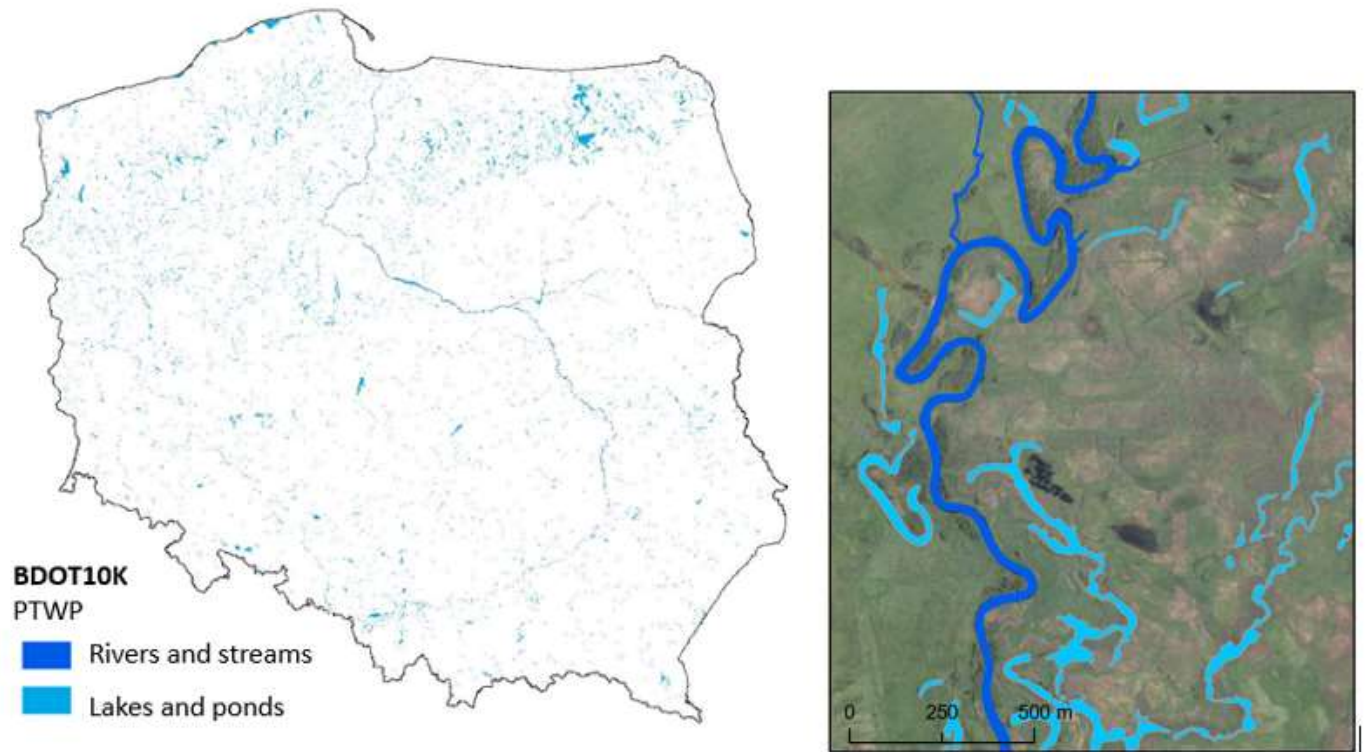 BDOT10K
PTWP
Rivers and streams
Lakes and ponds
0 250 500 m